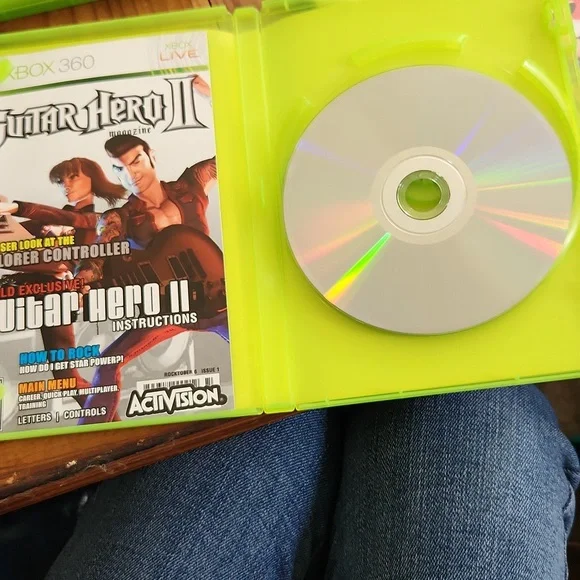 XBOX 360
XBOX
LIVE
GUITAR HERO II
magazine
SER LOOK AT THE
LORER CONTROLLER
LD EXCLUSIVE!
uitar Hero II
INSTRUCTIONS
HOW TO ROCK
HOW DO I GET STAR POWER?!
MAIN MENU
CAREER, QUICK PLAY, MULTIPLAYER,
TRAINING
LETTERS | CONTROLS
ROCKTOBER 6 ISSUE 1
ACTIVISION